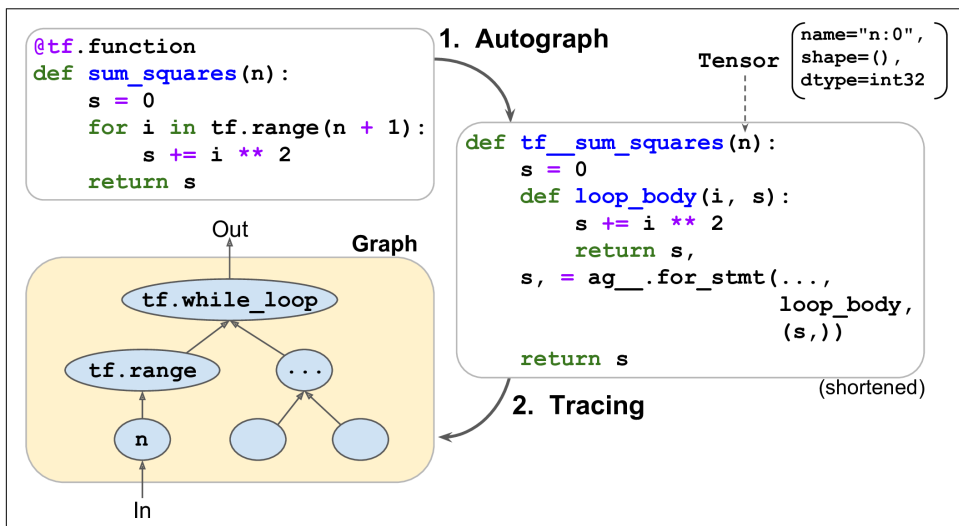 @tf.function
def sum_squares(n):
    s = 0
    for i in tf.range(n + 1):
        s += i ** 2
    return s
1. Autograph
Tensor
name="n:0",
shape=(),
dtype=int32
def tf__sum_squares(n):
    s = 0
    def loop_body(i, s):
        s += i ** 2
        return s,
    s, = ag__.for_stmt(...,
                       loop_body,
                       (s,))
    return s
(shortened)
2. Tracing
Out
Graph
tf.while_loop
tf.range
...
n
In